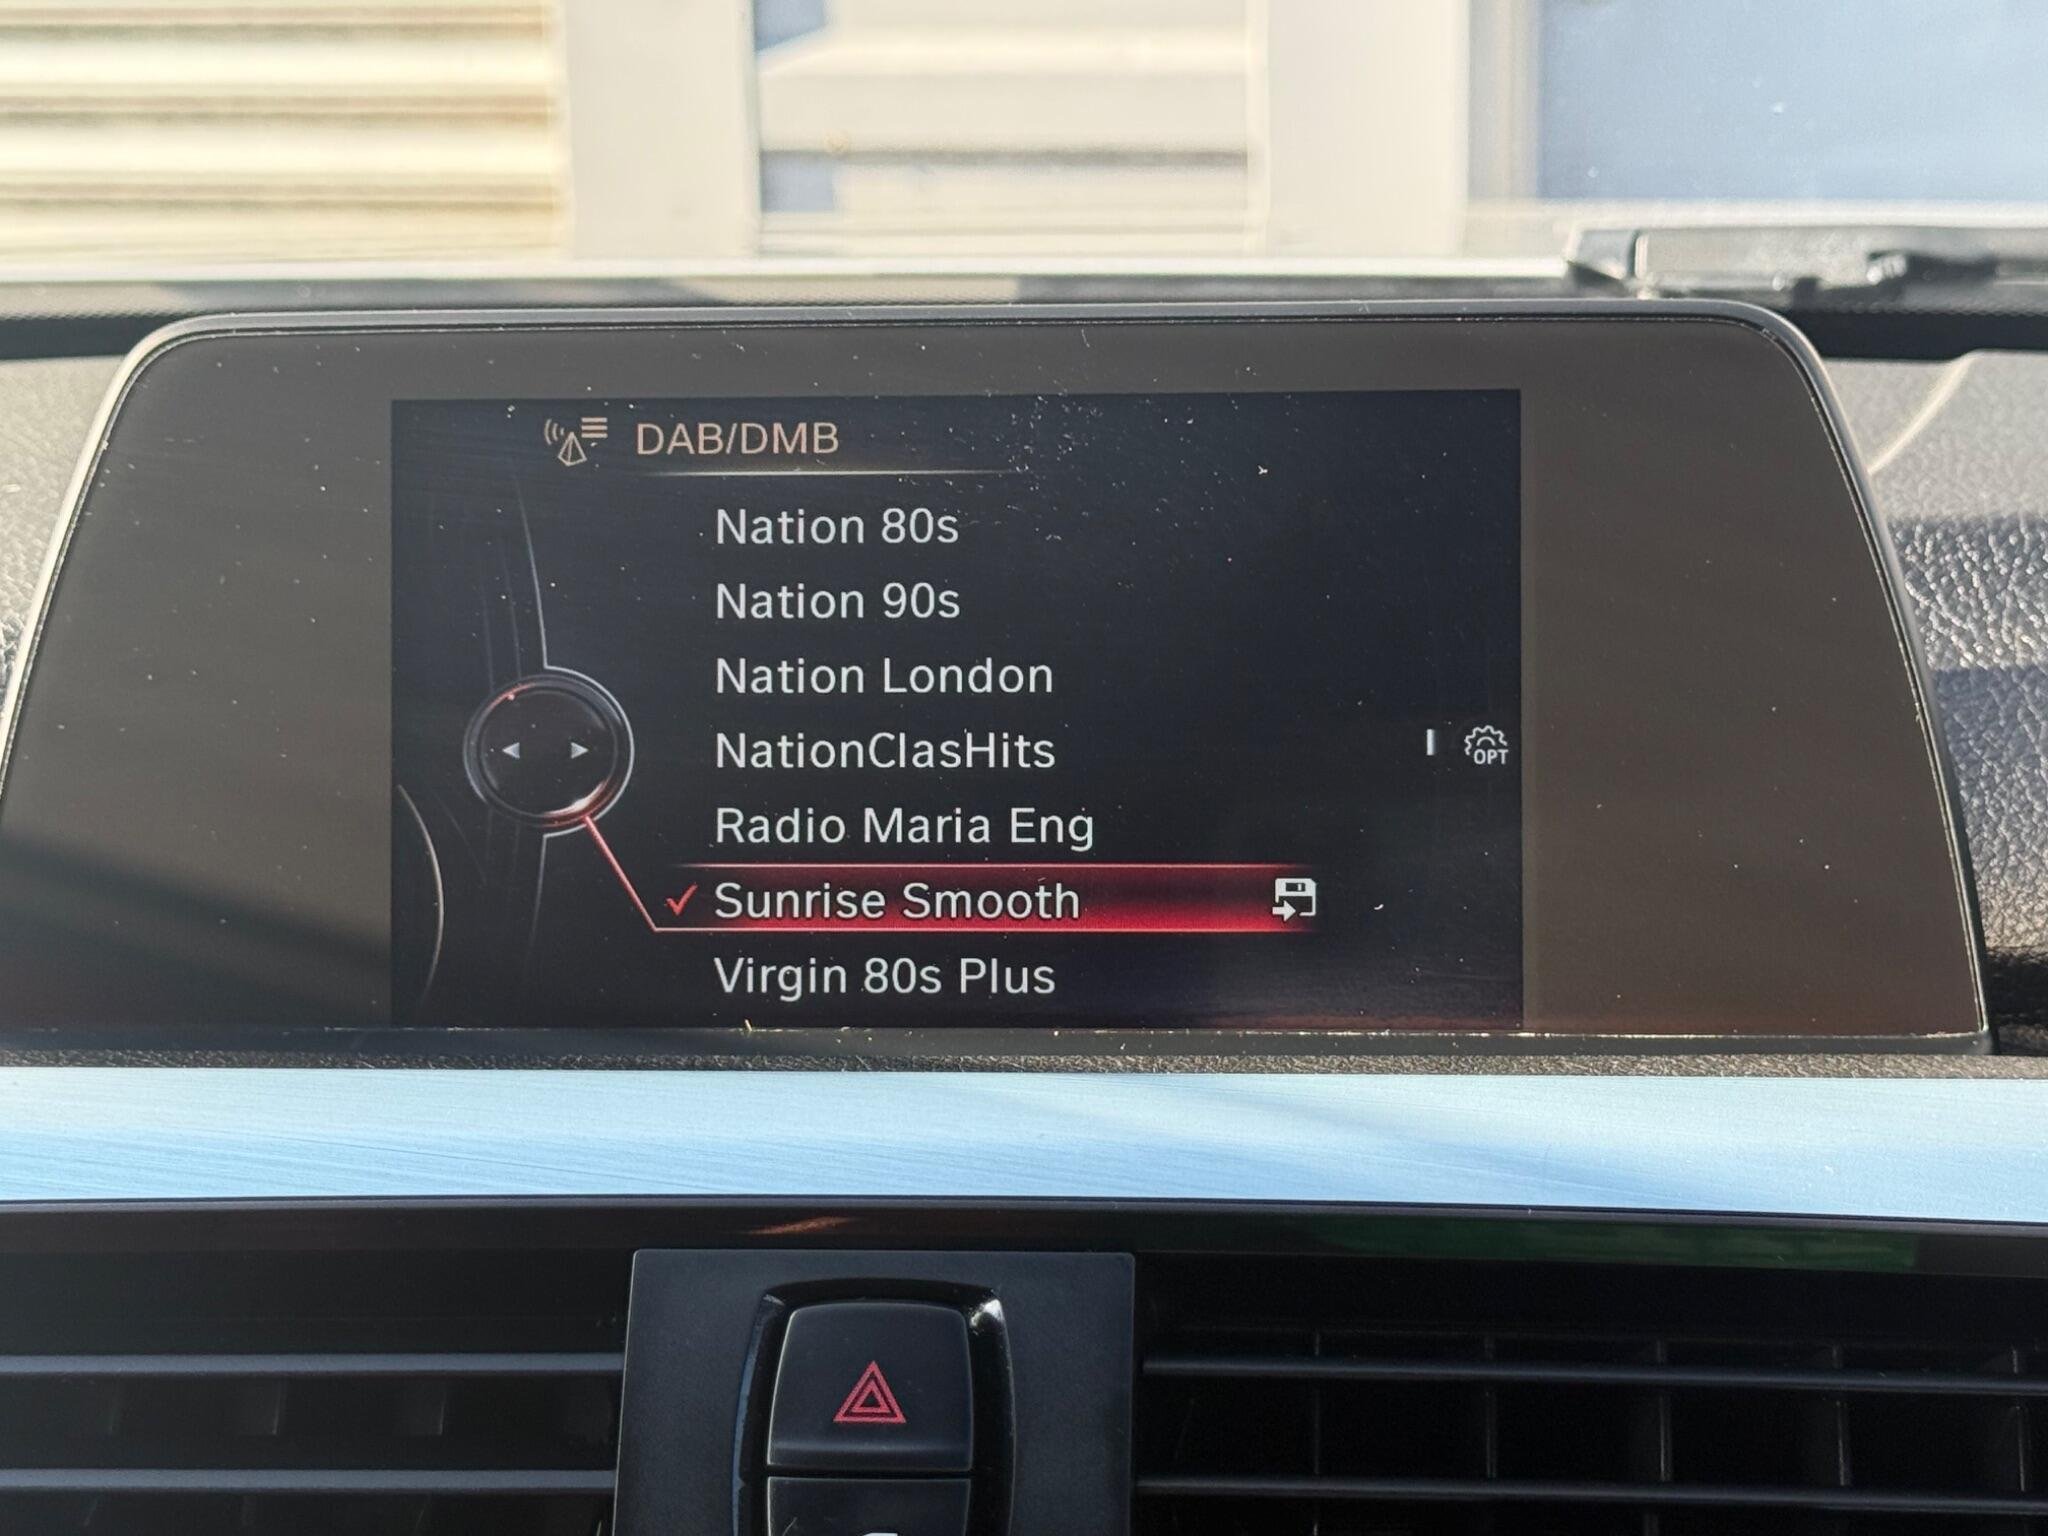 DAB/DMB
Nation 80s
Nation 90s
Nation London
NationClasHits
OPT
Radio Maria Eng
Sunrise Smooth
Virgin 80s Plus